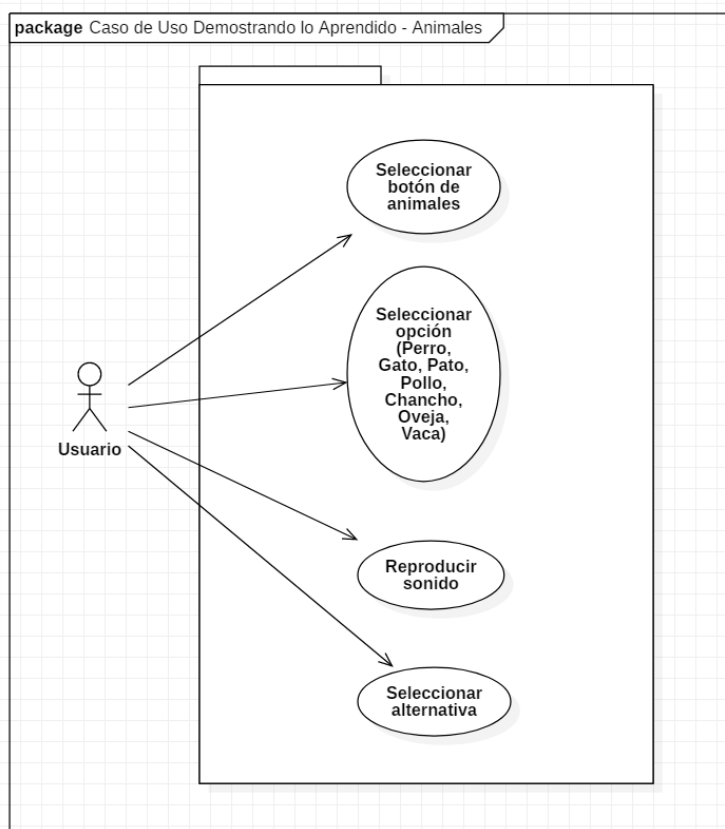 package Caso de Uso Demostrando lo Aprendido - Animales
Seleccionar
botón de
animales
Seleccionar
opción
(Perro,
Gato, Pato,
Pollo,
Chancho,
Oveja,
Vaca)
Usuario
Reproducir
sonido
Seleccionar
alternativa